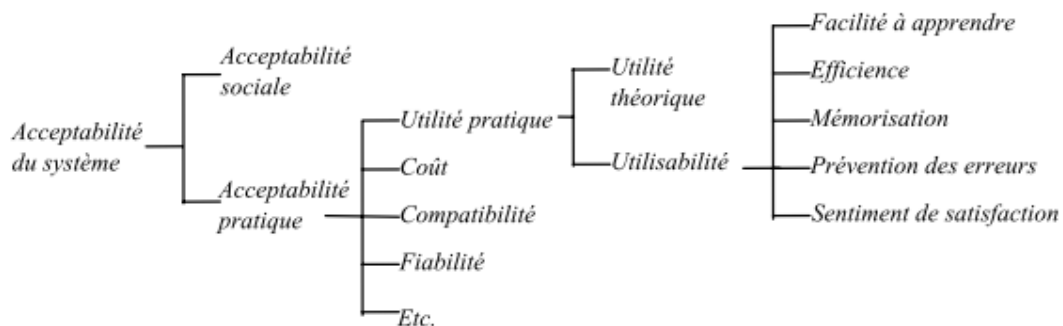 Acceptabilité
du système
Acceptabilité
sociale
Acceptabilité
pratique
Utilité pratique
Coût
Compatibilité
Fiabilité
Etc.
Utilité
théorique
Utilisabilité
Facilité à apprendre
Efficience
Mémorisation
Prévention des erreurs
Sentiment de satisfaction